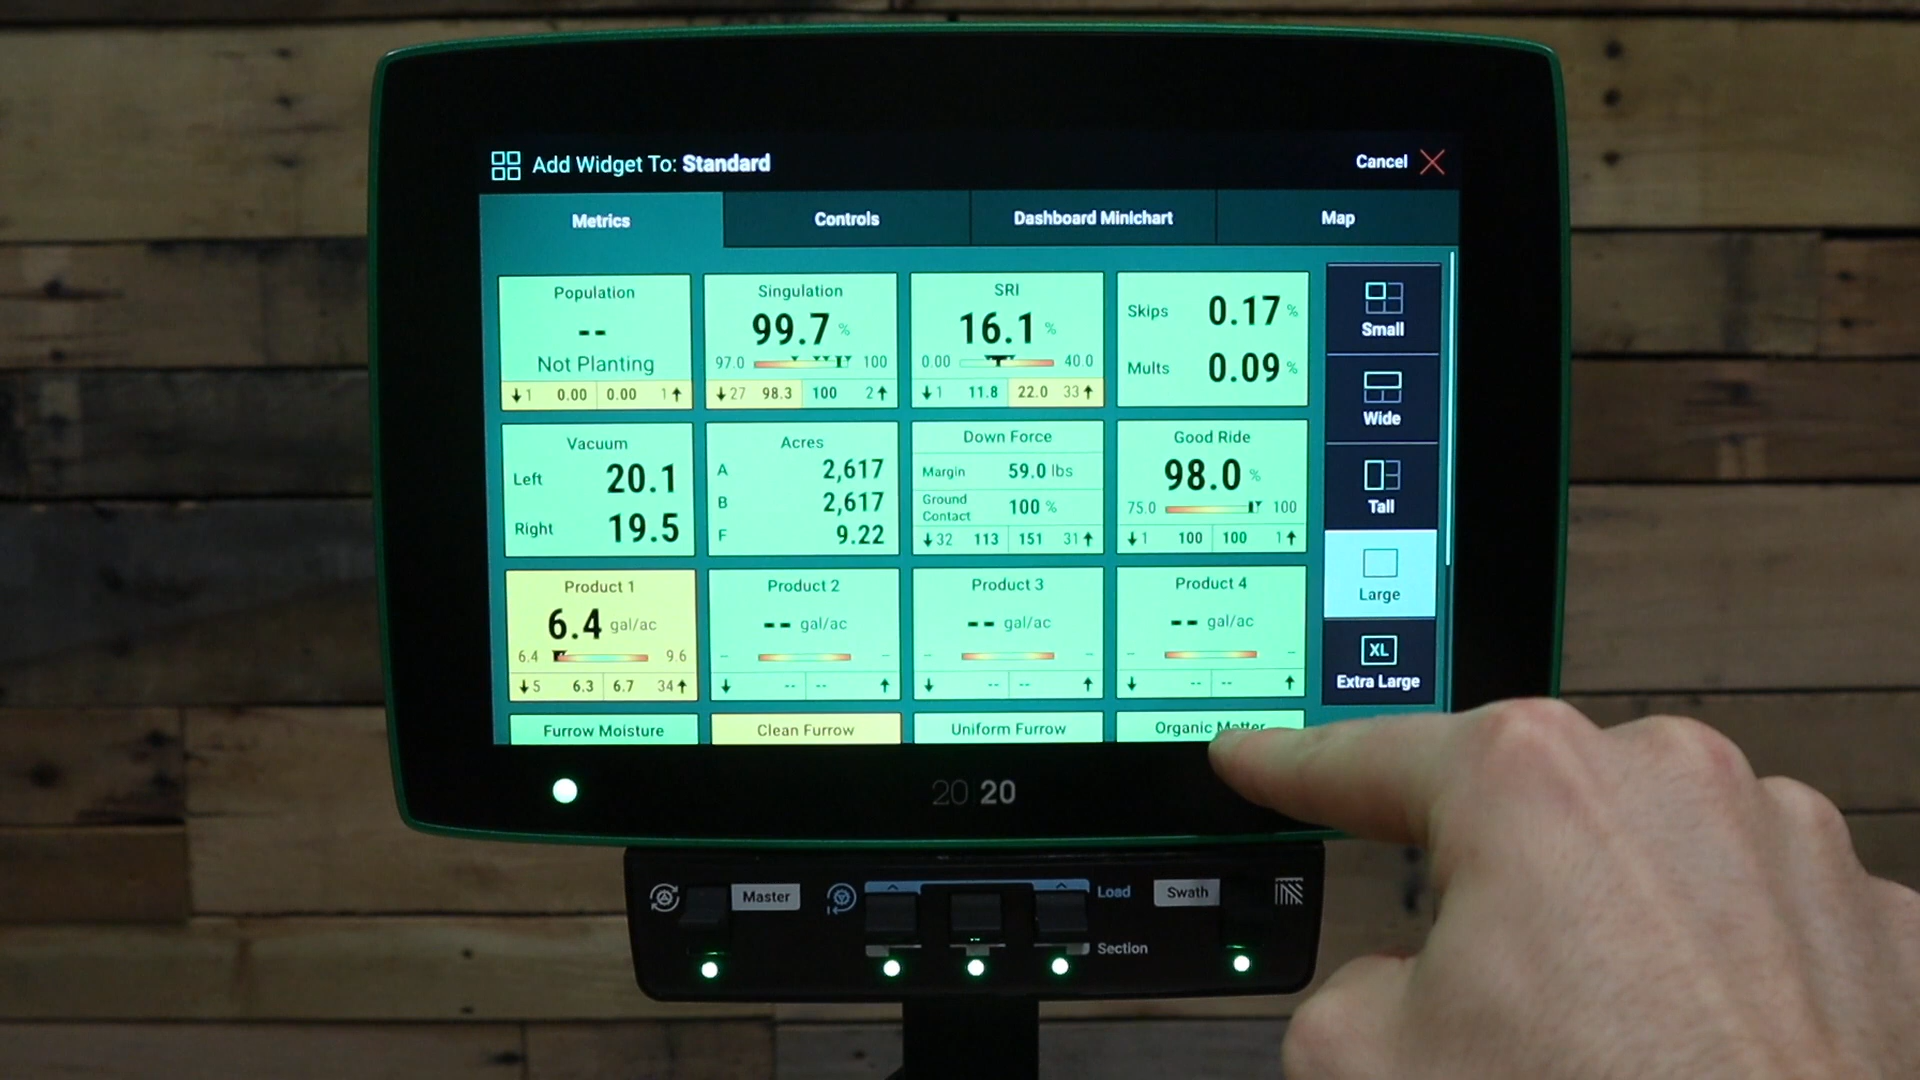 Add Widget To: Standard
Cancel
Metrics
Controls
Dashboard Minichart
Map
Population
--
Not Planting
1 0.00 0.00 1
Singulation
99.7 %
97.0 100
27 98.3 100 2
SRI
16.1 %
0.00 40.0
1 11.8 22.0 33
Skips 0.17 %
Mults 0.09 %
Small
Wide
Tall
Large
XL
Extra Large
Vacuum
Left 20.1
Right 19.5
Acres
A 2,617
B 2,617
F 9.22
Down Force
Margin 59.0 lbs
Ground
Contact 100 %
32 113 151 31
Good Ride
98.0 %
75.0 100
1 100 100 1
Product 1
6.4 gal/ac
6.4 9.6
5 6.3 6.7 34
Product 2
-- gal/ac
-- --
Product 3
-- gal/ac
-- --
Product 4
-- gal/ac
-- --
Furrow Moisture
Clean Furrow
Uniform Furrow
Organic Matter
20 20
Master
Load
Swath
Section